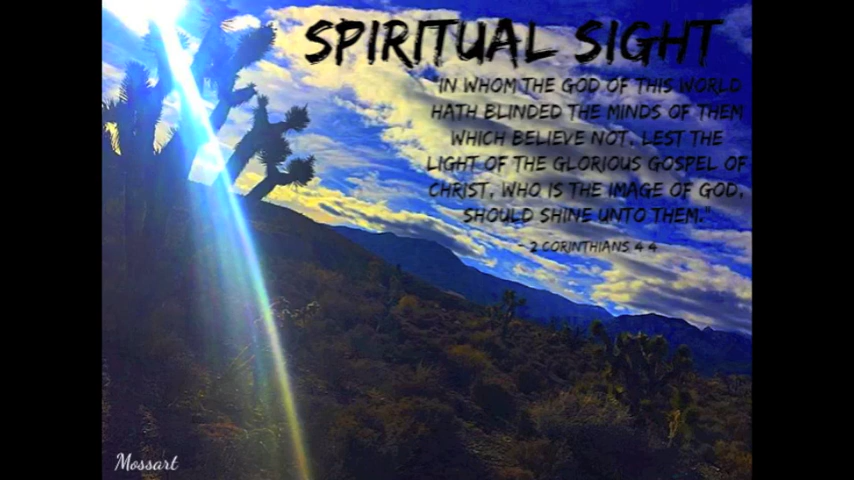 SPIRITUAL SIGHT
"IN WHOM THE GOD OF THIS WORLD
HATH BLINDED THE MINDS OF THEM
WHICH BELIEVE NOT, LEST THE
LIGHT OF THE GLORIOUS GOSPEL OF
CHRIST, WHO IS THE IMAGE OF GOD,
SHOULD SHINE UNTO THEM."
- 2 CORINTHIANS 4 4
Mossart